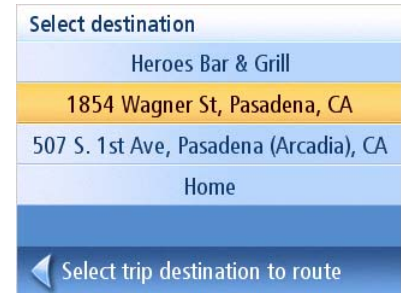 Select destination
Heroes Bar & Grill
1854 Wagner St, Pasadena, CA
507 S. 1st Ave, Pasadena (Arcadia), CA
Home
Select trip destination to route